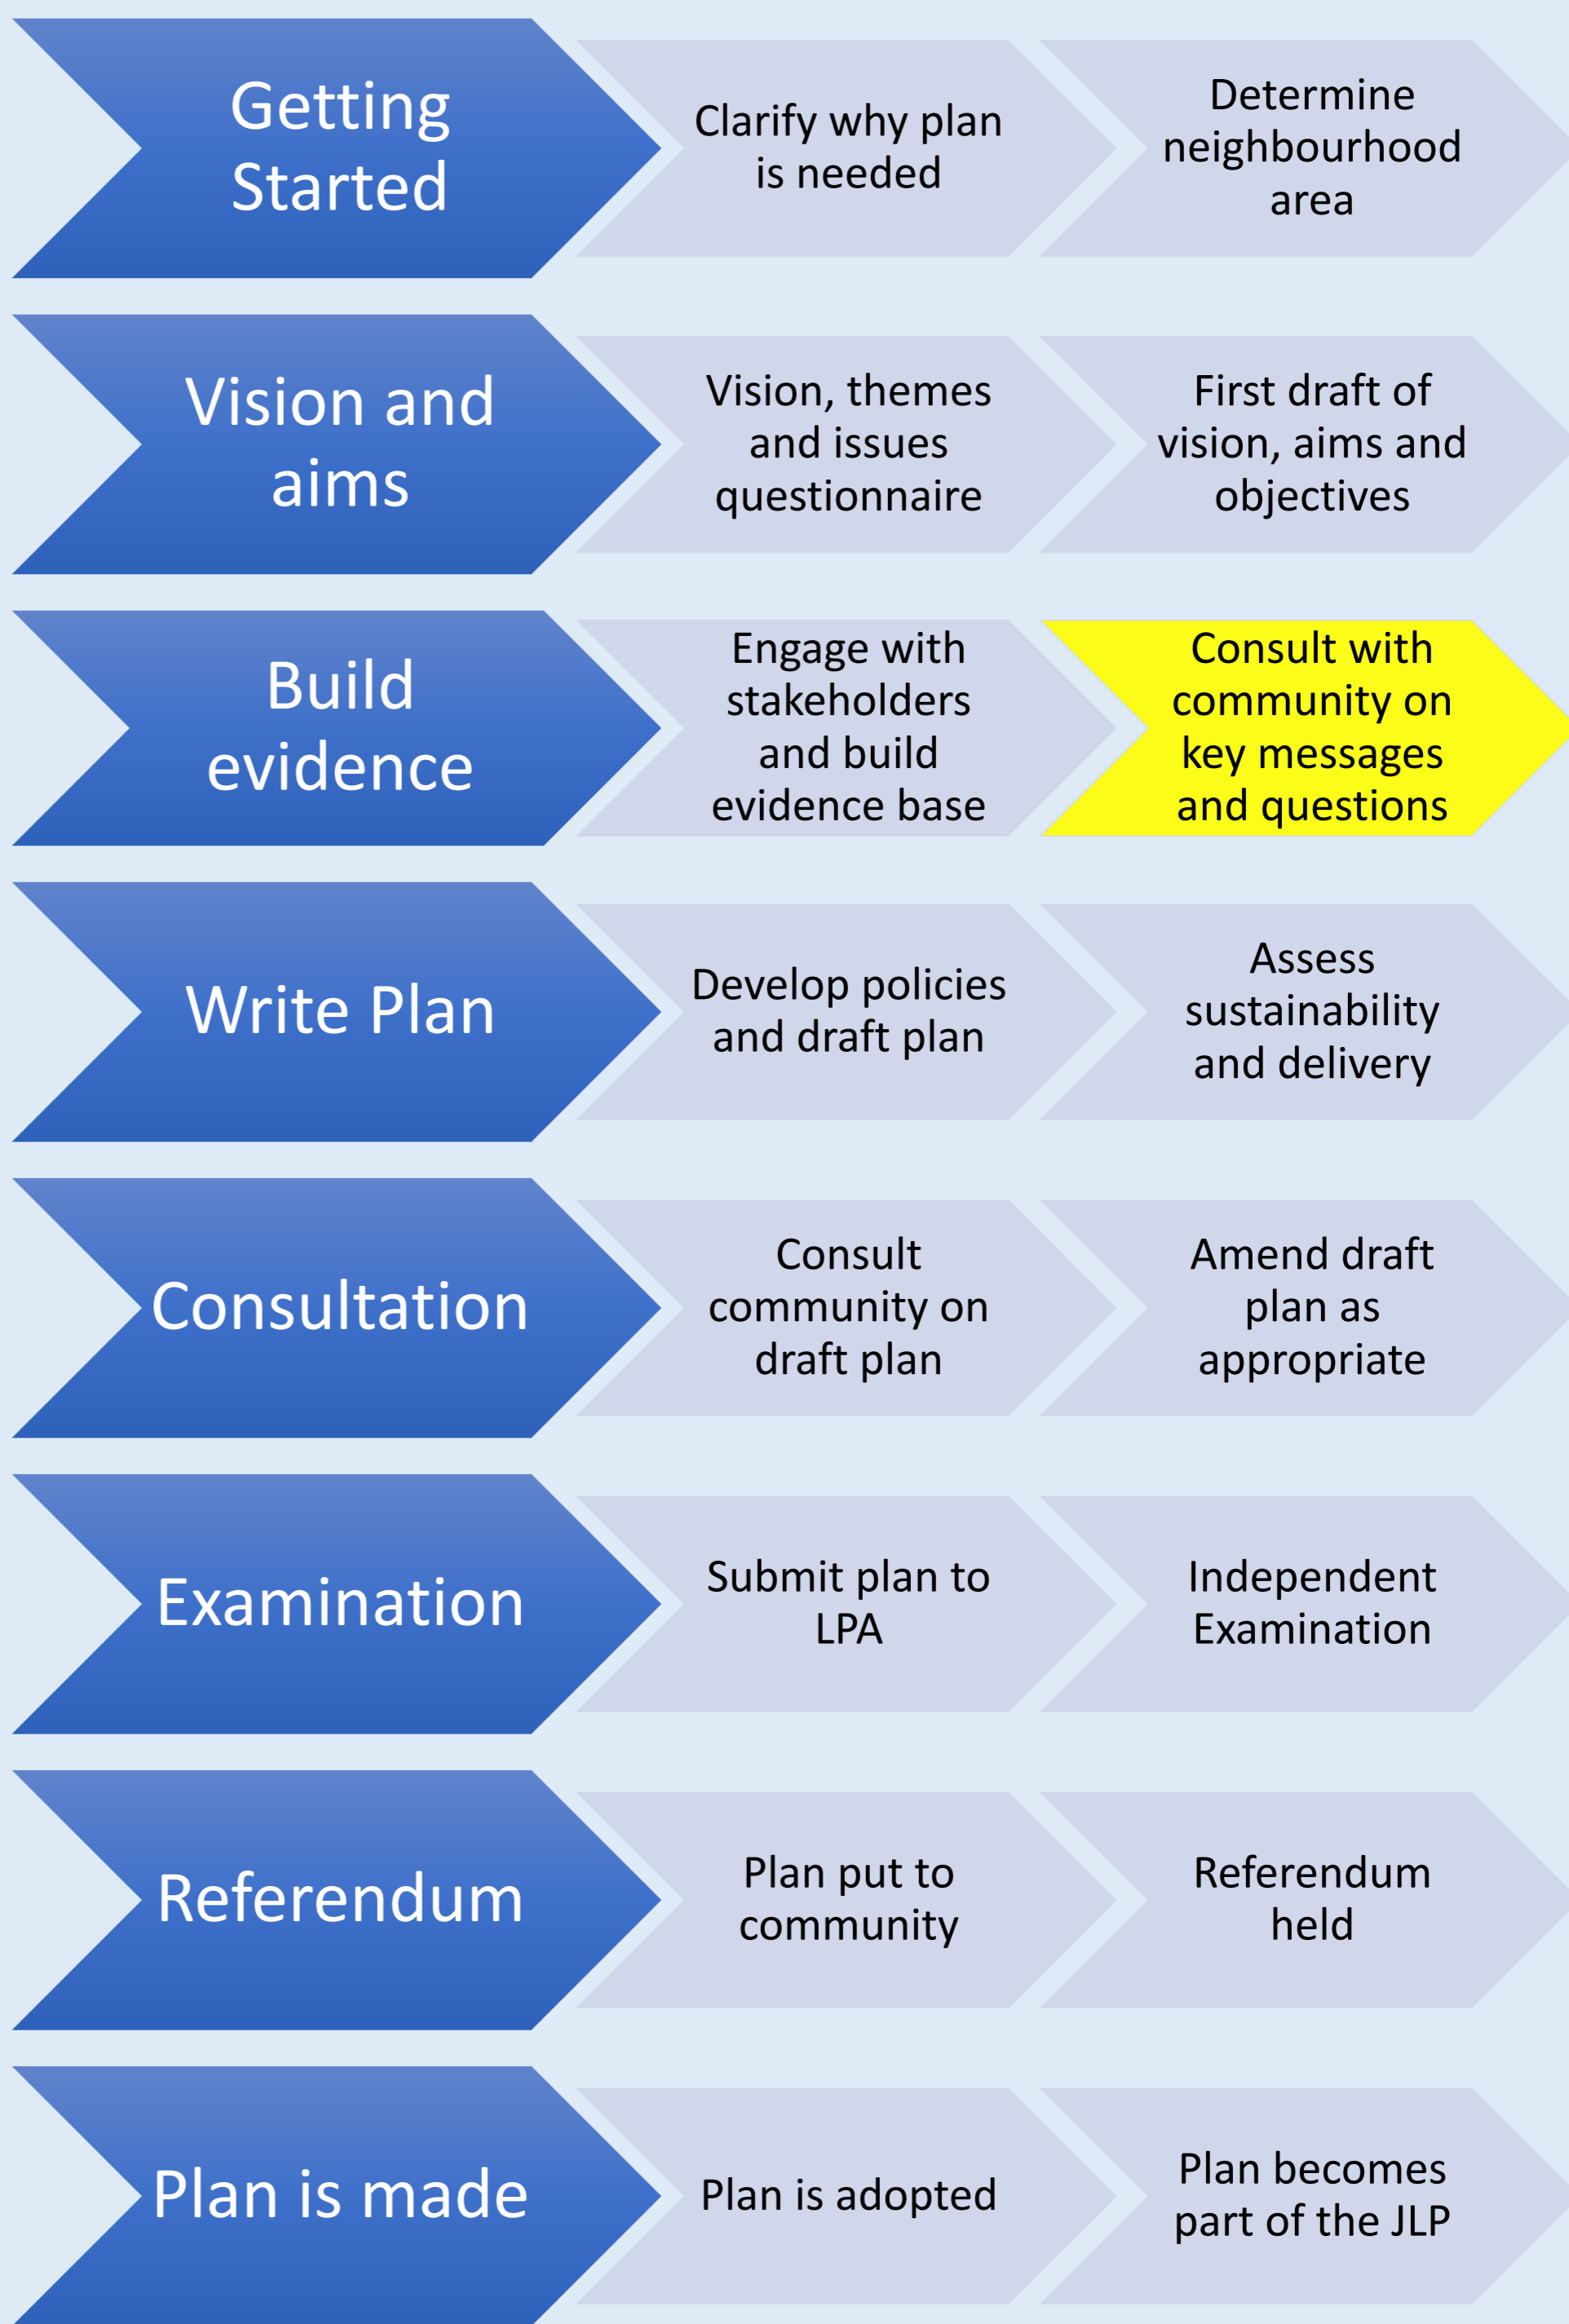 Getting
Started
Clarify why plan
is needed
Determine
neighbourhood
area
Vision and
aims
Vision, themes
and issues
questionnaire
First draft of
vision, aims and
objectives
Build
evidence
Engage with
stakeholders
and build
evidence base
Consult with
community on
key messages
and questions
Write Plan
Develop policies
and draft plan
Assess
sustainability
and delivery
Consultation
Consult
community on
draft plan
Amend draft
plan as
appropriate
Examination
Submit plan to
LPA
Independent
Examination
Referendum
Plan put to
community
Referendum
held
Plan is made
Plan is adopted
Plan becomes
part of the JLP